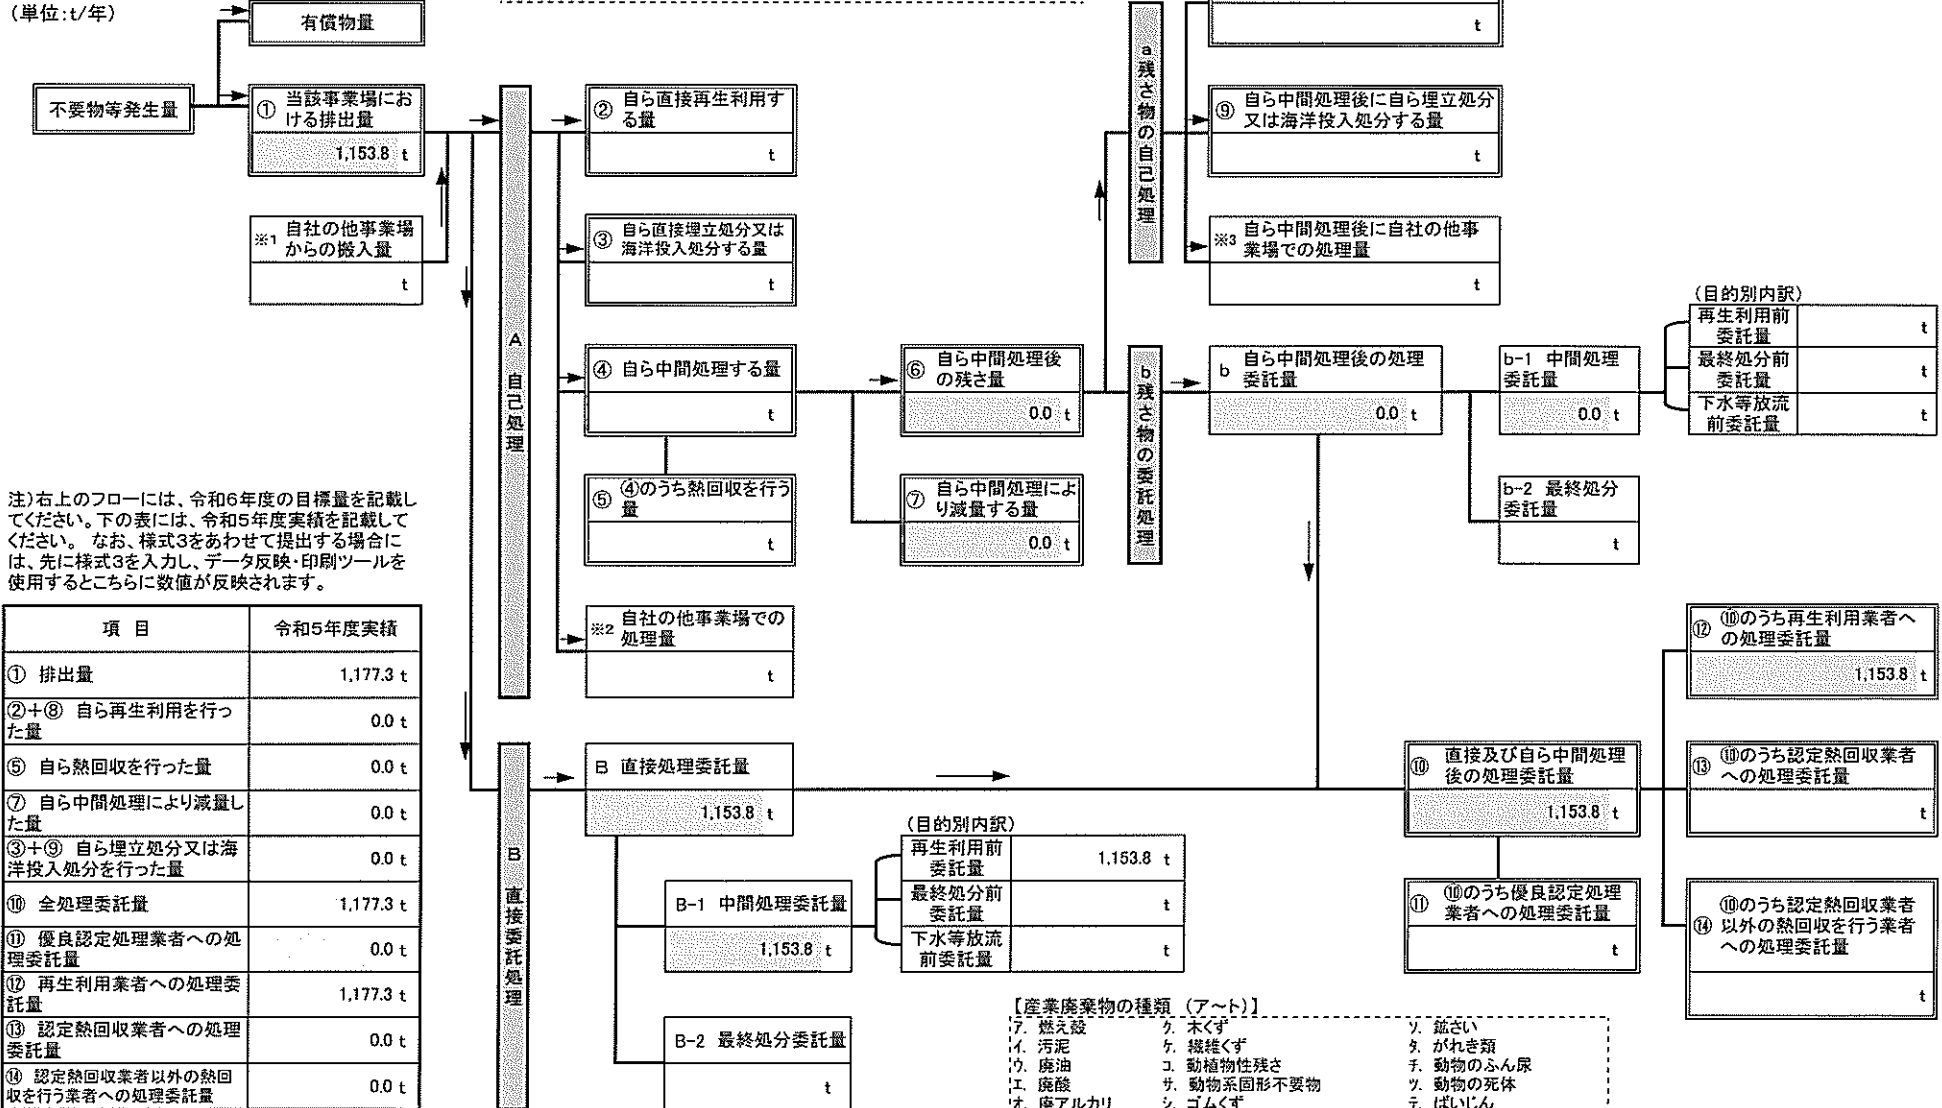 (単位:t/年)
有償物量
不要物等発生量
① 当該事業場にお
ける排出量
1,153.8 t
※1 自社の他事業場
からの搬入量
t
A 自己処理
② 自ら直接再生利用す
る量
t
③ 自ら直接埋立処分又は
海洋投入処分する量
t
④ 自ら中間処理する量
t
⑤ ④のうち熱回収を行う
量
t
※2 自社の他事業場での
処理量
t
⑥ 自ら中間処理後
の残さ量
0.0 t
⑦ 自ら中間処理によ
り減量する量
0.0 t
a 残さ物の自己処理
t
⑨ 自ら中間処理後に自ら埋立処分
又は海洋投入処分する量
t
※3 自ら中間処理後に自社の他事
業場での処理量
t
b 残さ物の委託処理
b 自ら中間処理後の処理
委託量
0.0 t
b-1 中間処理
委託量
0.0 t
(目的別内訳)
再生利用前
委託量
t
最終処分前
委託量
t
下水等放流
前委託量
t
b-2 最終処分
委託量
t
注)右上のフローには、令和6年度の目標量を記載し
てください。下の表には、令和5年度実績を記載して
ください。 なお、様式3をあわせて提出する場合に
は、先に様式3を入力し、データ反映・印刷ツールを
使用するとこちらに数値が反映されます。
項 目 令和5年度実績
① 排出量 1,177.3 t
②+⑧ 自ら再生利用を行っ
た量 0.0 t
⑤ 自ら熱回収を行った量 0.0 t
⑦ 自ら中間処理により減量し
た量 0.0 t
③+⑨ 自ら埋立処分又は海
洋投入処分を行った量 0.0 t
⑩ 全処理委託量 1,177.3 t
⑪ 優良認定処理業者への処
理委託量 0.0 t
⑫ 再生利用業者への処理委
託量 1,177.3 t
⑬ 認定熱回収業者への処理
委託量 0.0 t
⑭ 認定熱回収業者以外の熱回
収を行う業者への処理委託量 0.0 t
B 直接委託処理
B 直接処理委託量
1,153.8 t
B-1 中間処理委託量
1,153.8 t
(目的別内訳)
再生利用前
委託量
1,153.8 t
最終処分前
委託量
t
下水等放流
前委託量
t
B-2 最終処分委託量
t
⑩ 直接及び自ら中間処理
後の処理委託量
1,153.8 t
⑪ ⑩のうち優良認定処理
業者への処理委託量
t
⑫ ⑩のうち再生利用業者へ
の処理委託量
1,153.8 t
⑬ ⑩のうち認定熱回収業者
への処理委託量
t
⑭ ⑩のうち認定熱回収業者
以外の熱回収を行う業者
への処理委託量
t
【産業廃棄物の種類 (ア~ト)】
ア. 燃え殻 ク. 木くず ソ. 鉱さい
イ. 汚泥 ケ. 繊維くず タ. がれき類
ウ. 廃油 コ. 動植物性残さ チ. 動物のふん尿
エ. 廃酸 サ. 動物系固形不要物 ツ. 動物の死体
オ. 廃アルカリ シ. ゴムくず テ. ばいじん